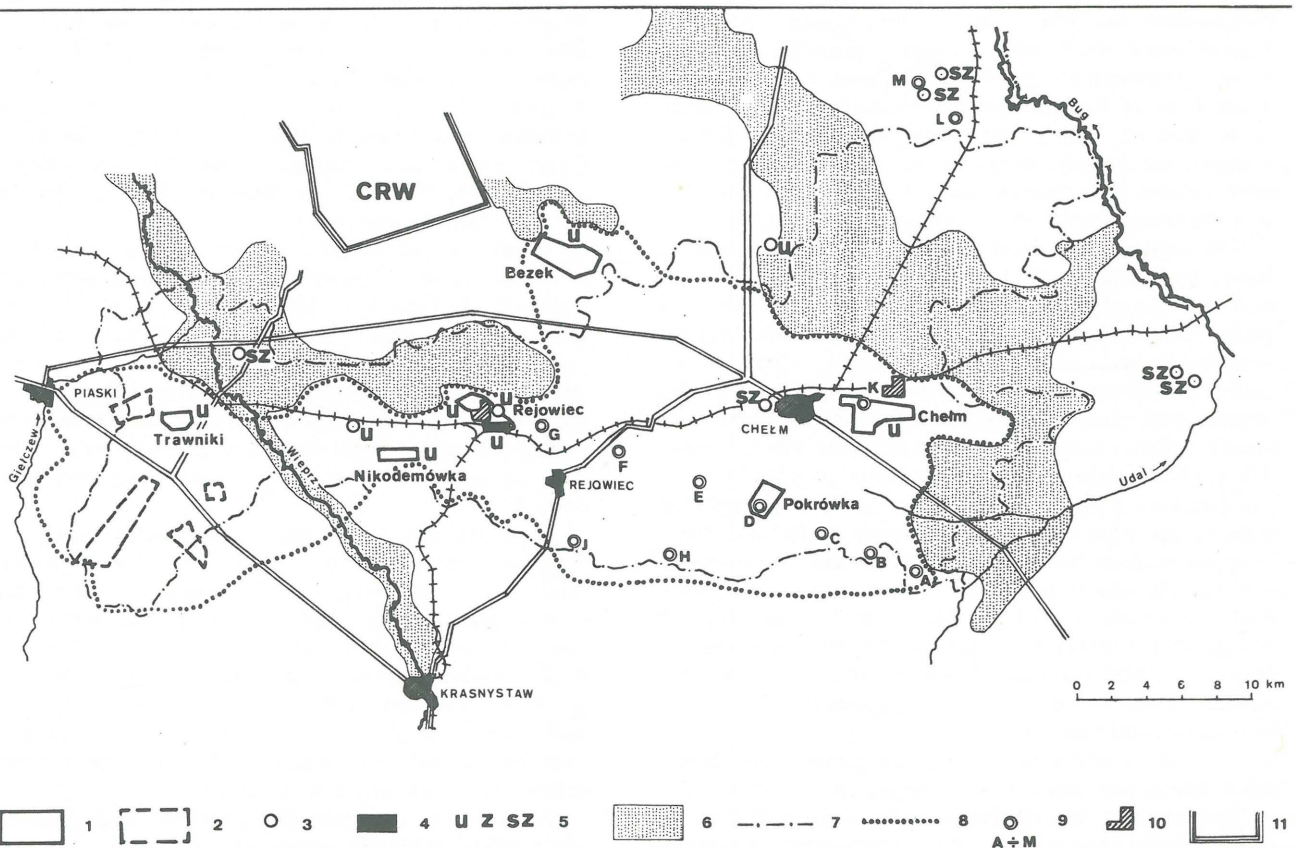 SZ
M
SZ
L
Bug
CRW
u
Bezek
u
SZ
PIASKI
u
Trawniki
u
u
u
Rejowiec
u
G
SZ
CHEŁM
K
Chełm
u
SZ
SZ
Giełczew
Wieprz
Nikodemówka
u
F
REJOWIEC
E
D
Pokrówka
Udal
J
H
C
B
A
KRASNYSTAW
0 2 4 6 8 10 km
1 2 3 4 u z sz 5 6 7 8 9 10 11
A÷M